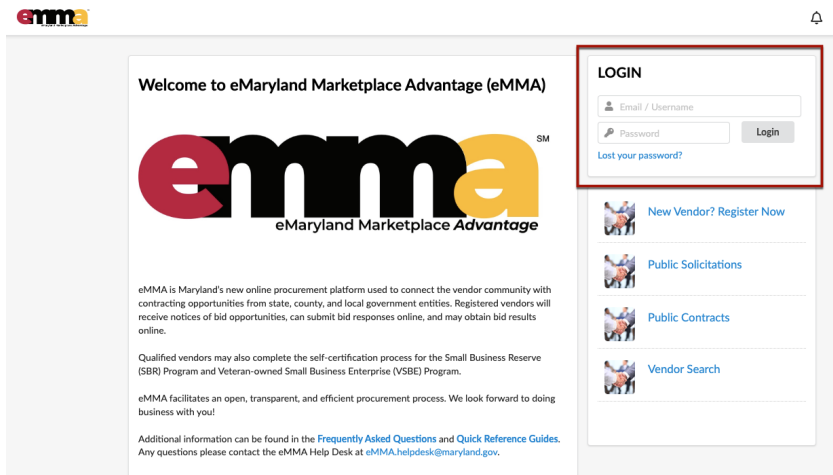 emma
Welcome to eMaryland Marketplace Advantage (eMMA)
emma SM
eMaryland Marketplace Advantage
eMMA is Maryland's new online procurement platform used to connect the vendor community with
contracting opportunities from state, county, and local government entities. Registered vendors will
receive notices of bid opportunities, can submit bid responses online, and may obtain bid results
online.
Qualified vendors may also complete the self-certification process for the Small Business Reserve
(SBR) Program and Veteran-owned Small Business Enterprise (VSBE) Program.
eMMA facilitates an open, transparent, and efficient procurement process. We look forward to doing
business with you!
Additional information can be found in the Frequently Asked Questions and Quick Reference Guides.
Any questions please contact the eMMA Help Desk at eMMA.helpdesk@maryland.gov.
LOGIN
Email / Username
Password
Login
Lost your password?
New Vendor? Register Now
Public Solicitations
Public Contracts
Vendor Search